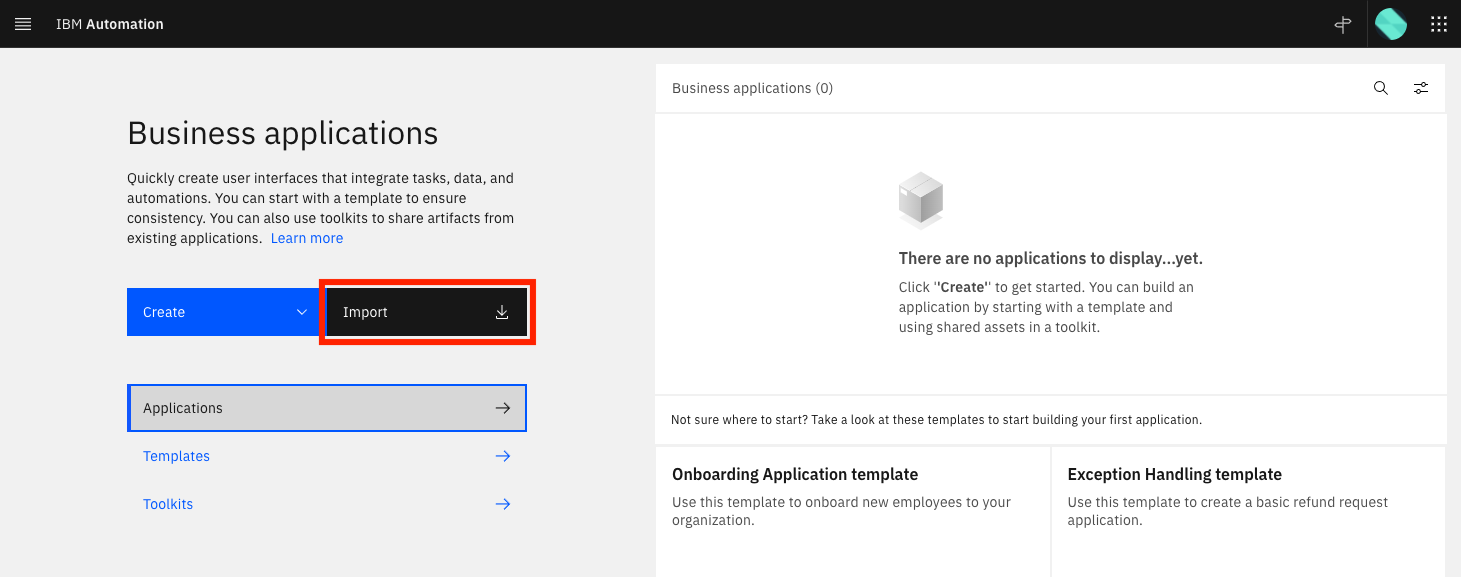 IBM Automation
Business applications
Quickly create user interfaces that integrate tasks, data, and
automations. You can start with a template to ensure
consistency. You can also use toolkits to share artifacts from
existing applications. Learn more
Create
Import
Applications
Templates
Toolkits
Business applications (0)
There are no applications to display...yet.
Click ''Create'' to get started. You can build an
application by starting with a template and
using shared assets in a toolkit.
Not sure where to start? Take a look at these templates to start building your first application.
Onboarding Application template
Use this template to onboard new employees to your
organization.
Exception Handling template
Use this template to create a basic refund request
application.